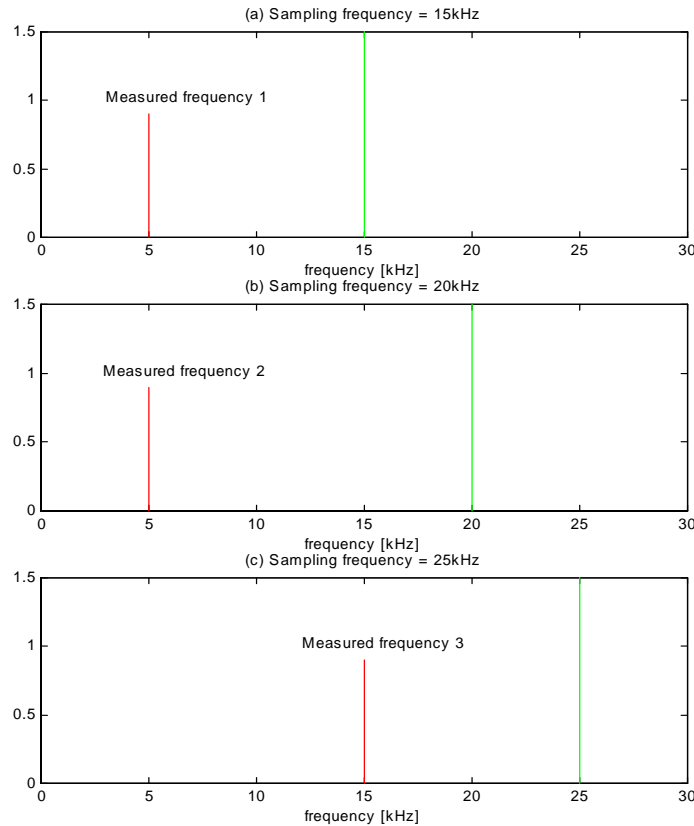 (a) Sampling frequency = 15kHz
1.5
Measured frequency 1
1
0.5
0
0 5 10 15 20 25 30
frequency [kHz]
(b) Sampling frequency = 20kHz
1.5
Measured frequency 2
1
0.5
0
0 5 10 15 20 25 30
frequency [kHz]
(c) Sampling frequency = 25kHz
1.5
Measured frequency 3
1
0.5
0
0 5 10 15 20 25 30
frequency [kHz]